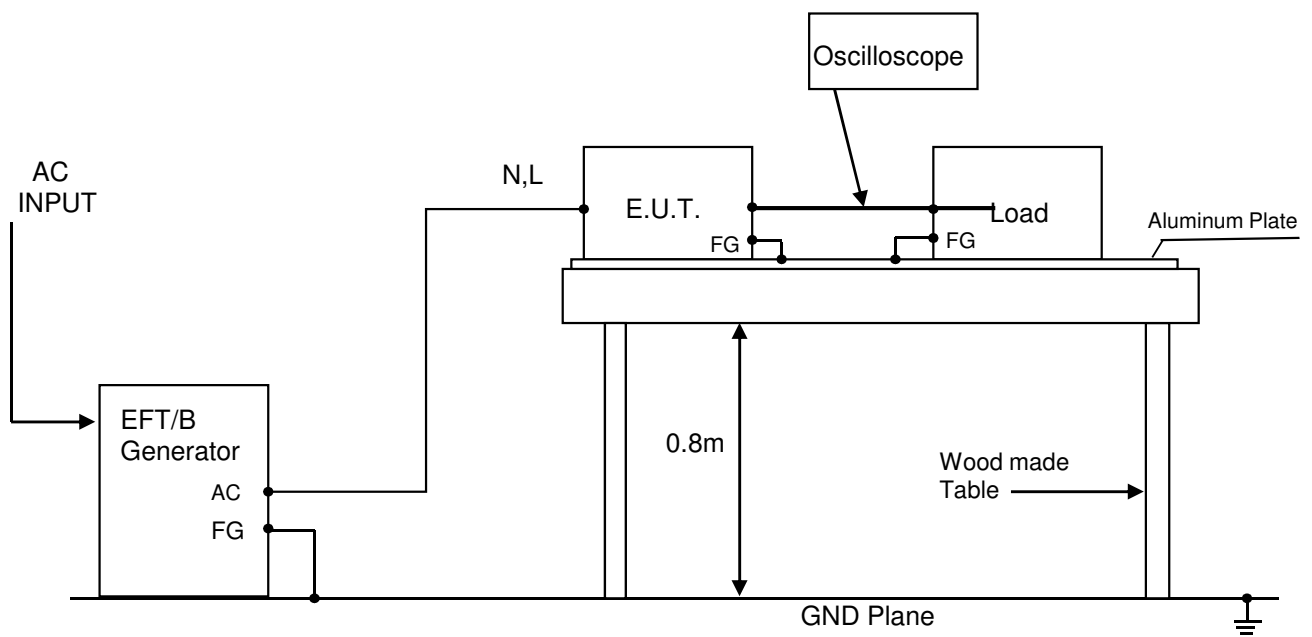 Oscilloscope
AC
INPUT
N,L
E.U.T.
Load
FG
FG
Aluminum Plate
EFT/B
Generator
AC
FG
0.8m
Wood made
Table
GND Plane